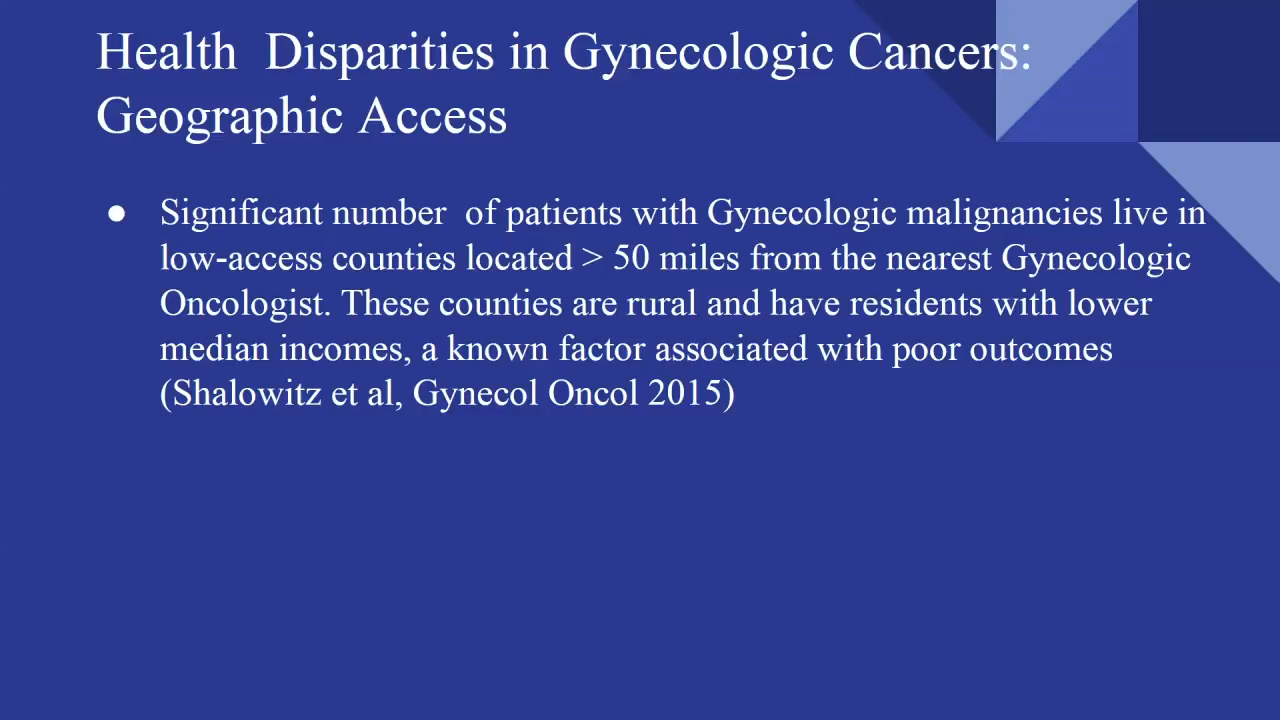 Health  Disparities in Gynecologic Cancers:
Geographic Access
● Significant number  of patients with Gynecologic malignancies live in
low-access counties located > 50 miles from the nearest Gynecologic
Oncologist. These counties are rural and have residents with lower
median incomes, a known factor associated with poor outcomes
(Shalowitz et al, Gynecol Oncol 2015)